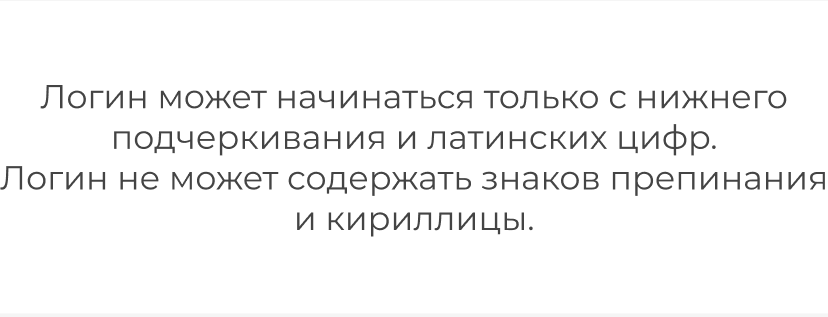 Логин может начинаться только с нижнего
подчеркивания и латинских цифр.
Логин не может содержать знаков препинания
и кириллицы.